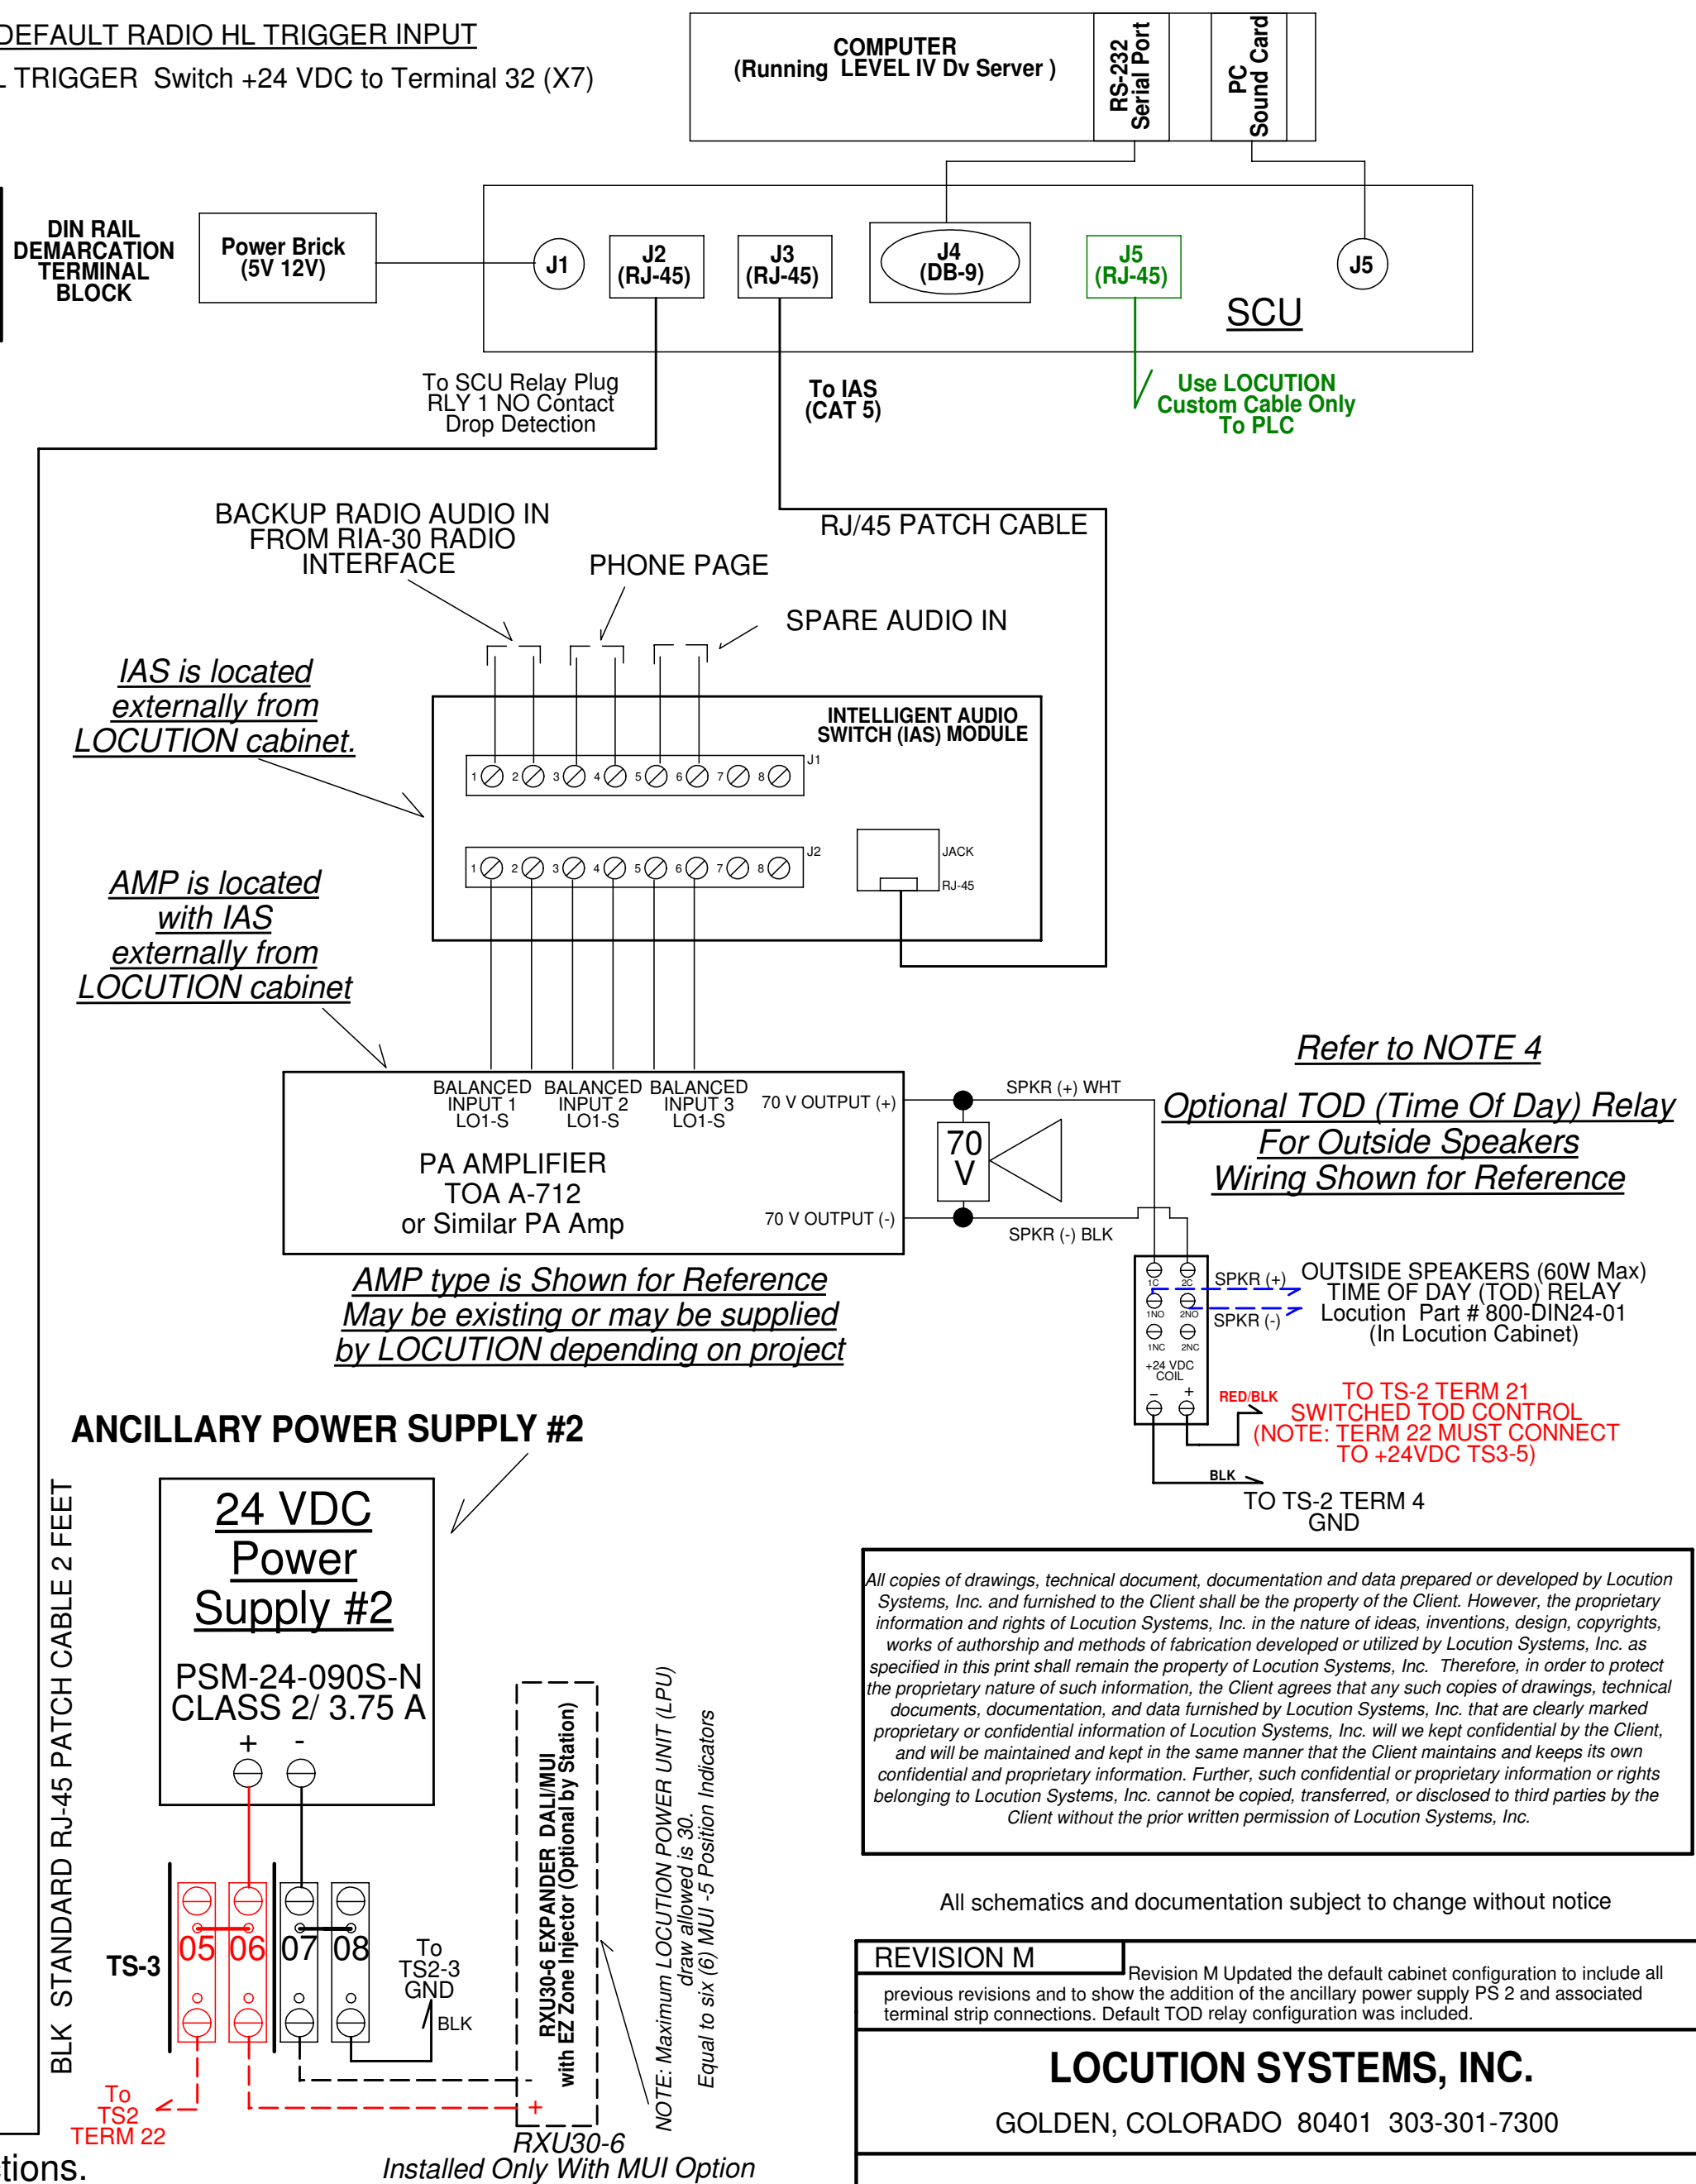 DEFAULT RADIO HL TRIGGER INPUT
TRIGGER Switch +24 VDC to Terminal 32 (X7)
COMPUTER
(Running LEVEL IV Dv Server )
RS-232
Serial Port
PC
Sound Card
DIN RAIL
DEMARCATION
TERMINAL
BLOCK
Power Brick
(5V 12V)
J1
J2
(RJ-45)
J3
(RJ-45)
J4
(DB-9)
J5
(RJ-45)
J5
SCU
To SCU Relay Plug
RLY 1 NO Contact
Drop Detection
To IAS
(CAT 5)
Use LOCUTION
Custom Cable Only
To PLC
BACKUP RADIO AUDIO IN
FROM RIA-30 RADIO
INTERFACE
PHONE PAGE
RJ/45 PATCH CABLE
SPARE AUDIO IN
IAS is located
externally from
LOCUTION cabinet.
INTELLIGENT AUDIO
SWITCH (IAS) MODULE
J1
1 2 3 4 5 6 7 8
J2
1 2 3 4 5 6 7 8
JACK
RJ-45
AMP is located
with IAS
externally from
LOCUTION cabinet
BALANCED
INPUT 1
LO1-S
BALANCED
INPUT 2
LO1-S
BALANCED
INPUT 3
LO1-S
70 V OUTPUT (+)
70 V OUTPUT (-)
PA AMPLIFIER
TOA A-712
or Similar PA Amp
70
V
SPKR (+) WHT
SPKR (-) BLK
Refer to NOTE 4
Optional TOD (Time Of Day) Relay
For Outside Speakers
Wiring Shown for Reference
AMP type is Shown for Reference
May be existing or may be supplied
by LOCUTION depending on project
1C 2C
1NO 2NO
1NC 2NC
+24 VDC
COIL
- +
SPKR (+)
SPKR (-)
OUTSIDE SPEAKERS (60W Max)
TIME OF DAY (TOD) RELAY
Locution Part # 800-DIN24-01
(In Locution Cabinet)
RED/BLK
TO TS-2 TERM 21
SWITCHED TOD CONTROL
(NOTE: TERM 22 MUST CONNECT
TO +24VDC TS3-5)
BLK
TO TS-2 TERM 4
GND
ANCILLARY POWER SUPPLY #2
24 VDC
Power
Supply #2
PSM-24-090S-N
CLASS 2/ 3.75 A
+ -
BLK STANDARD RJ-45 PATCH CABLE 2 FEET
TS-3
05 06 07 08
To
TS2-3
GND
BLK
To
TS2
TERM 22
RXU30-6 EXPANDER DALI/MUI
with EZ Zone Injector (Optional by Station)
-
+
NOTE: Maximum LOCUTION POWER UNIT (LPU)
draw allowed is 30.
Equal to six (6) MUI -5 Position Indicators
RXU30-6
Installed Only With MUI Option
tions.
All copies of drawings, technical document, documentation and data prepared or developed by Locution
Systems, Inc. and furnished to the Client shall be the property of the Client. However, the proprietary
information and rights of Locution Systems, Inc. in the nature of ideas, inventions, design, copyrights,
works of authorship and methods of fabrication developed or utilized by Locution Systems, Inc. as
specified in this print shall remain the property of Locution Systems, Inc. Therefore, in order to protect
the proprietary nature of such information, the Client agrees that any such copies of drawings, technical
documents, documentation, and data furnished by Locution Systems, Inc. that are clearly marked
proprietary or confidential information of Locution Systems, Inc. will we kept confidential by the Client,
and will be maintained and kept in the same manner that the Client maintains and keeps its own
confidential and proprietary information. Further, such confidential or proprietary information or rights
belonging to Locution Systems, Inc. cannot be copied, transferred, or disclosed to third parties by the
Client without the prior written permission of Locution Systems, Inc.
All schematics and documentation subject to change without notice
REVISION M
Revision M Updated the default cabinet configuration to include all
previous revisions and to show the addition of the ancillary power supply PS 2 and associated
terminal strip connections. Default TOD relay configuration was included.
LOCUTION SYSTEMS, INC.
GOLDEN, COLORADO 80401 303-301-7300